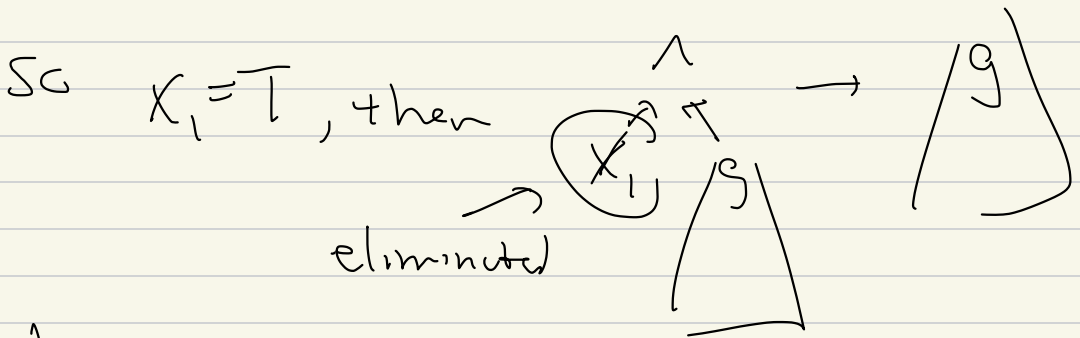 so x₁ = T, then ∧ → g
x₁ g
eliminated